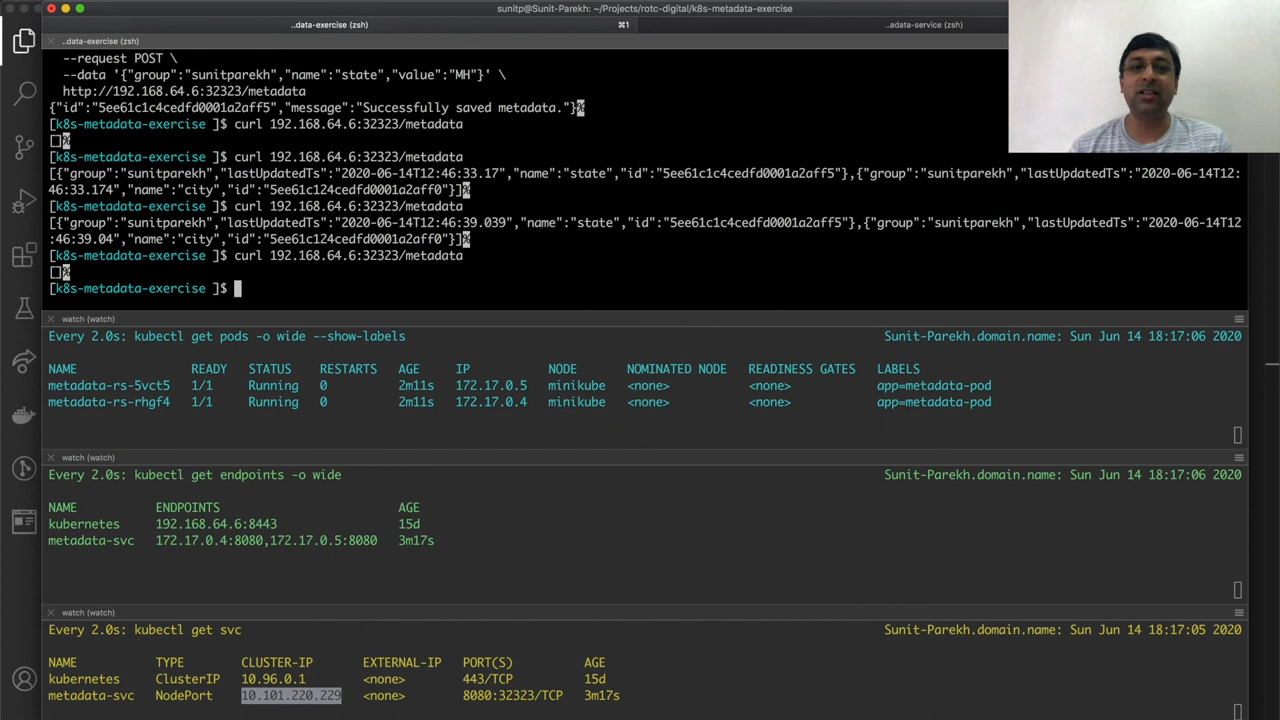 sunitp@Sunit-Parekh: ~/Projects/rotc-digital/k8s-metadata-exercise
..data-exercise (zsh) ⌘1 ..adata-service (zsh)
..data-exercise (zsh)
--request POST \
--data '{"group":"sunitparekh","name":"state","value":"MH"}' \
http://192.168.64.6:32323/metadata
{"id":"5ee61c1c4cedfd0001a2aff5","message":"Successfully saved metadata."}%
[k8s-metadata-exercise ]$ curl 192.168.64.6:32323/metadata
[]%
[k8s-metadata-exercise ]$ curl 192.168.64.6:32323/metadata
[{"group":"sunitparekh","lastUpdatedTs":"2020-06-14T12:46:33.17","name":"state","id":"5ee61c1c4cedfd0001a2aff5"},{"group":"sunitparekh","lastUpdatedTs":"2020-06-14T12:
46:33.174","name":"city","id":"5ee61c124cedfd0001a2aff0"}]%
[k8s-metadata-exercise ]$ curl 192.168.64.6:32323/metadata
[{"group":"sunitparekh","lastUpdatedTs":"2020-06-14T12:46:39.039","name":"state","id":"5ee61c1c4cedfd0001a2aff5"},{"group":"sunitparekh","lastUpdatedTs":"2020-06-14T12
:46:39.04","name":"city","id":"5ee61c124cedfd0001a2aff0"}]%
[k8s-metadata-exercise ]$ curl 192.168.64.6:32323/metadata
[]%
[k8s-metadata-exercise ]$
watch (watch)
Every 2.0s: kubectl get pods -o wide --show-labels Sunit-Parekh.domain.name: Sun Jun 14 18:17:06 2020
NAME READY STATUS RESTARTS AGE IP NODE NOMINATED NODE READINESS GATES LABELS
metadata-rs-5vct5 1/1 Running 0 2m11s 172.17.0.5 minikube <none> <none> app=metadata-pod
metadata-rs-rhgf4 1/1 Running 0 2m11s 172.17.0.4 minikube <none> <none> app=metadata-pod
watch (watch)
Every 2.0s: kubectl get endpoints -o wide Sunit-Parekh.domain.name: Sun Jun 14 18:17:06 2020
NAME ENDPOINTS AGE
kubernetes 192.168.64.6:8443 15d
metadata-svc 172.17.0.4:8080,172.17.0.5:8080 3m17s
watch (watch)
Every 2.0s: kubectl get svc Sunit-Parekh.domain.name: Sun Jun 14 18:17:05 2020
NAME TYPE CLUSTER-IP EXTERNAL-IP PORT(S) AGE
kubernetes ClusterIP 10.96.0.1 <none> 443/TCP 15d
metadata-svc NodePort 10.101.220.229 <none> 8080:32323/TCP 3m17s